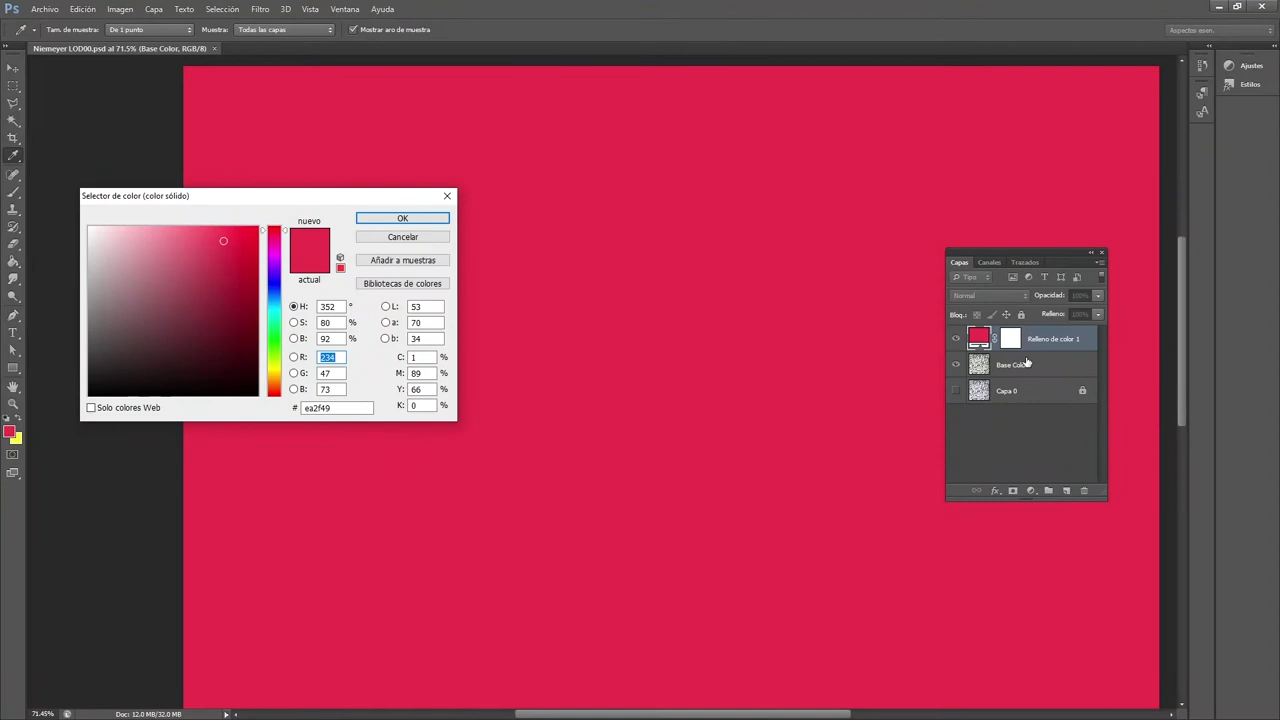 Ps Archivo Edición Imagen Capa Texto Selección Filtro 3D Vista Ventana Ayuda
Tam. de muestra: De 1 punto Muestra: Todas las capas Mostrar aro de muestra Aspectos esen.
Niemeyer LOD00.psd al 71.5% (Base Color, RGB/8) ×
Ajustes
Estilos
Selector de color (color sólido)
nuevo
actual
OK
Cancelar
Añadir a muestras
Bibliotecas de colores
H: 352 ° L: 53
S: 80 % a: 70
B: 92 % b: 34
R: 234 C: 1 %
G: 47 M: 89 %
B: 73 Y: 66 %
# ea2f49 K: 0 %
Solo colores Web
Capas Canales Trazados
Tipo
Normal Opacidad: 100%
Bloq.: Relleno: 100%
Relleno de color 1
Base Color
Capa 0
71.45% Doc: 12.0 MB/32.0 MB